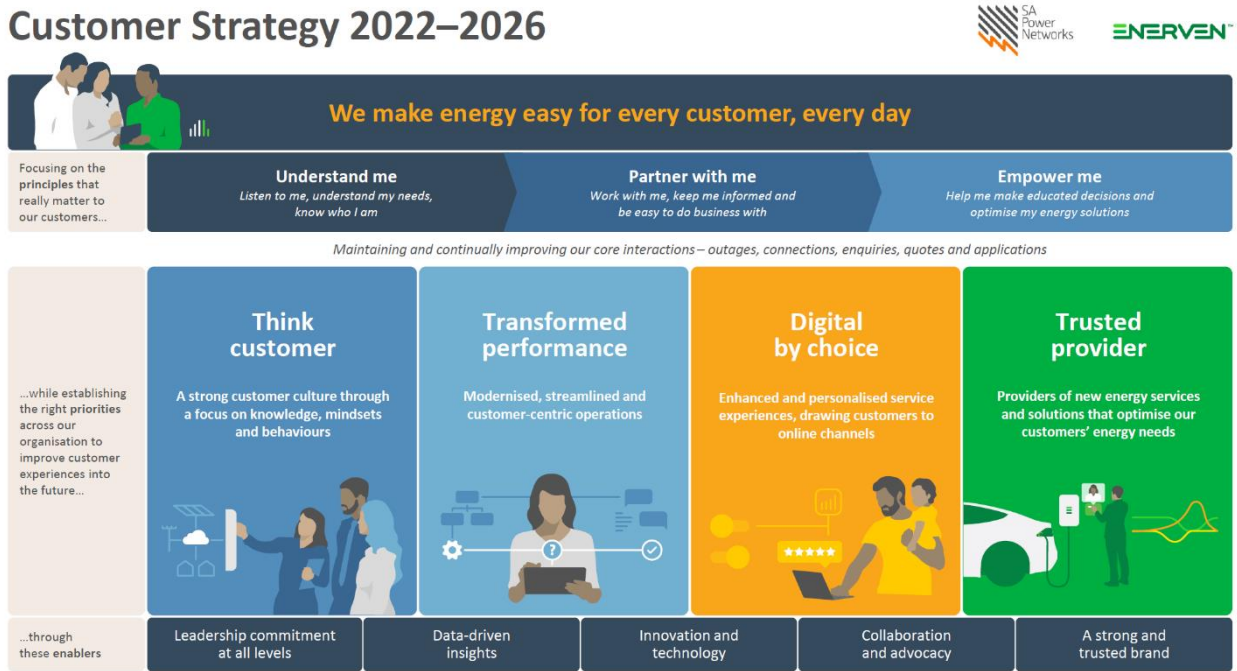 Customer Strategy 2022–2026
SA
Power
Networks
ENERVEN™
We make energy easy for every customer, every day
Focusing on the
principles that
really matter to
our customers...
Understand me
Listen to me, understand my needs,
know who I am
Partner with me
Work with me, keep me informed and
be easy to do business with
Empower me
Help me make educated decisions and
optimise my energy solutions
Maintaining and continually improving our core interactions – outages, connections, enquiries, quotes and applications
...while establishing
the right priorities
across our
organisation to
improve customer
experiences into
the future...
Think
customer
A strong customer culture through
a focus on knowledge, mindsets
and behaviours
Transformed
performance
Modernised, streamlined and
customer-centric operations
?
Digital
by choice
Enhanced and personalised service
experiences, drawing customers to
online channels
Trusted
provider
Providers of new energy services
and solutions that optimise our
customers' energy needs
...through
these enablers
Leadership commitment
at all levels
Data-driven
insights
Innovation and
technology
Collaboration
and advocacy
A strong and
trusted brand